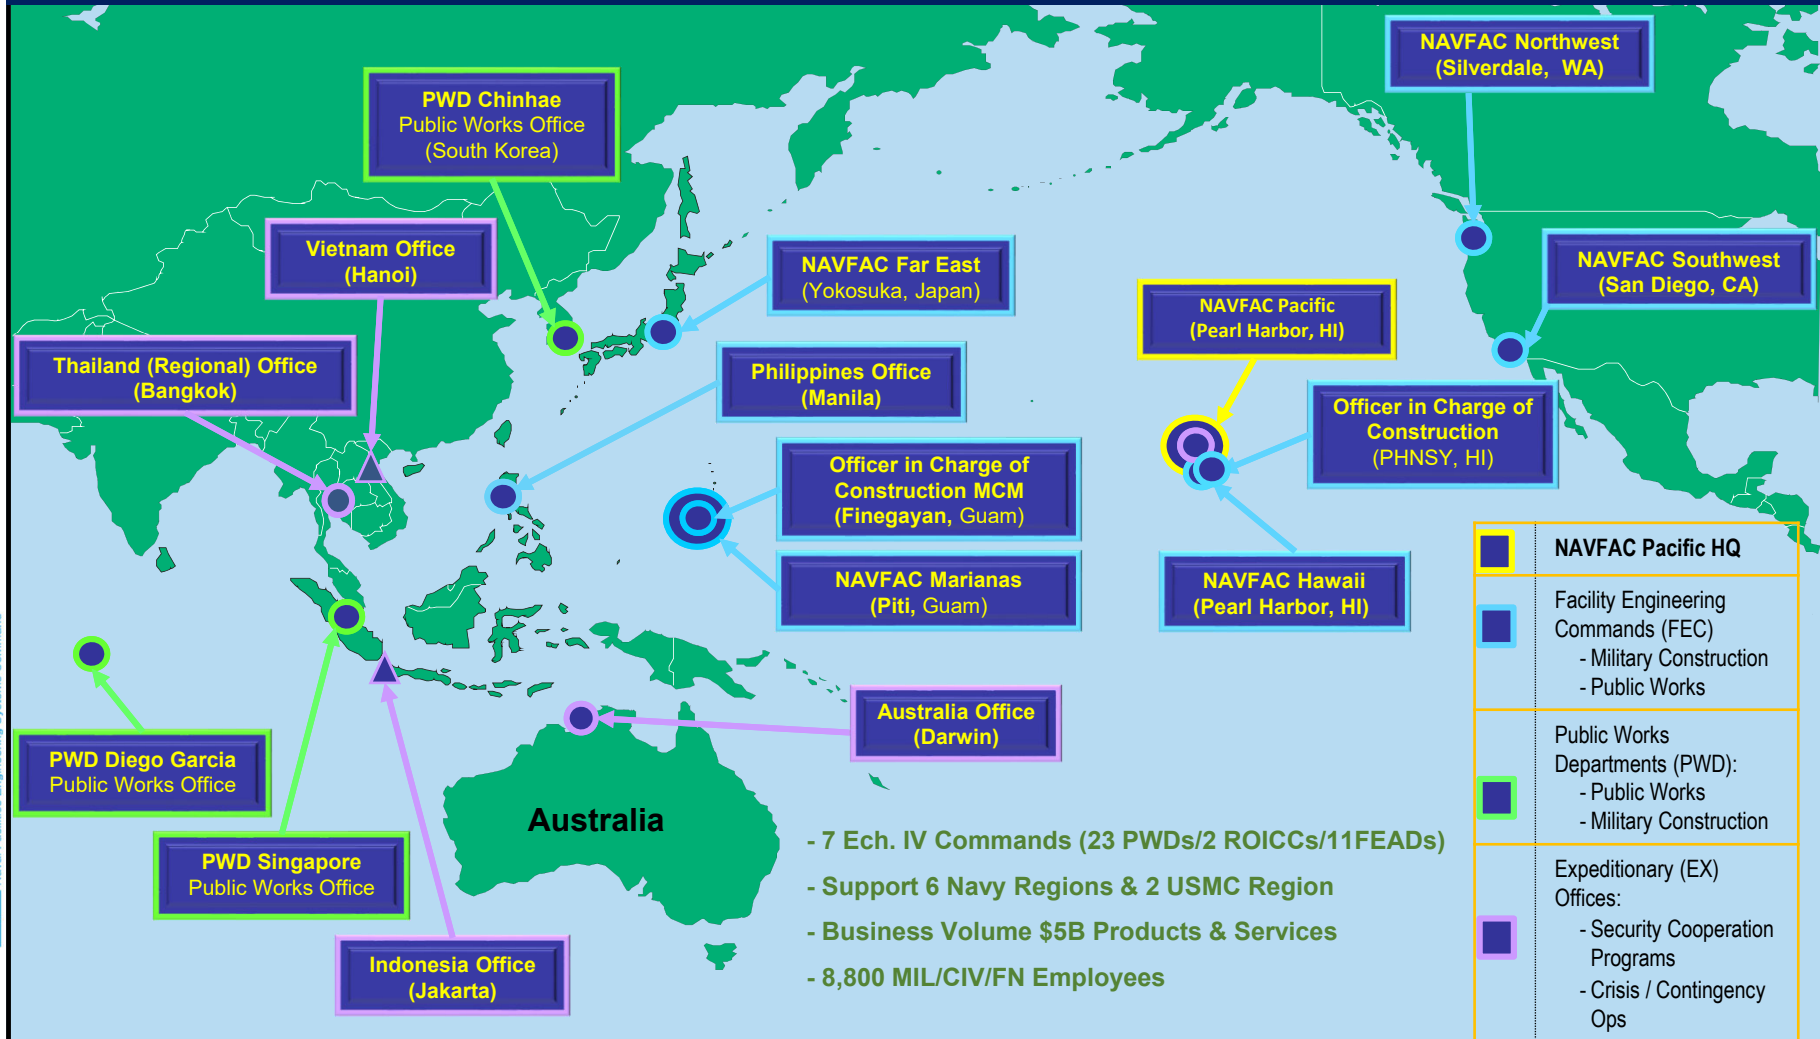 NAVFAC Northwest
(Silverdale, WA)
PWD Chinhae
Public Works Office
(South Korea)
Vietnam Office
(Hanoi)
NAVFAC Far East
(Yokosuka, Japan)
NAVFAC Southwest
(San Diego, CA)
NAVFAC Pacific
(Pearl Harbor, HI)
Thailand (Regional) Office
(Bangkok)
Philippines Office
(Manila)
Officer in Charge of
Construction
(PHNSY, HI)
Officer in Charge of
Construction MCM
(Finegayan, Guam)
NAVFAC Marianas
(Piti, Guam)
NAVFAC Hawaii
(Pearl Harbor, HI)
Australia Office
(Darwin)
PWD Diego Garcia
Public Works Office
PWD Singapore
Public Works Office
Indonesia Office
(Jakarta)
Australia
- 7 Ech. IV Commands (23 PWDs/2 ROICCs/11FEADs)
- Support 6 Navy Regions & 2 USMC Region
- Business Volume $5B Products & Services
- 8,800 MIL/CIV/FN Employees
NAVFAC Pacific HQ
Facility Engineering
Commands (FEC)
- Military Construction
- Public Works
Public Works
Departments (PWD):
- Public Works
- Military Construction
Expeditionary (EX)
Offices:
- Security Cooperation
Programs
- Crisis / Contingency
Ops